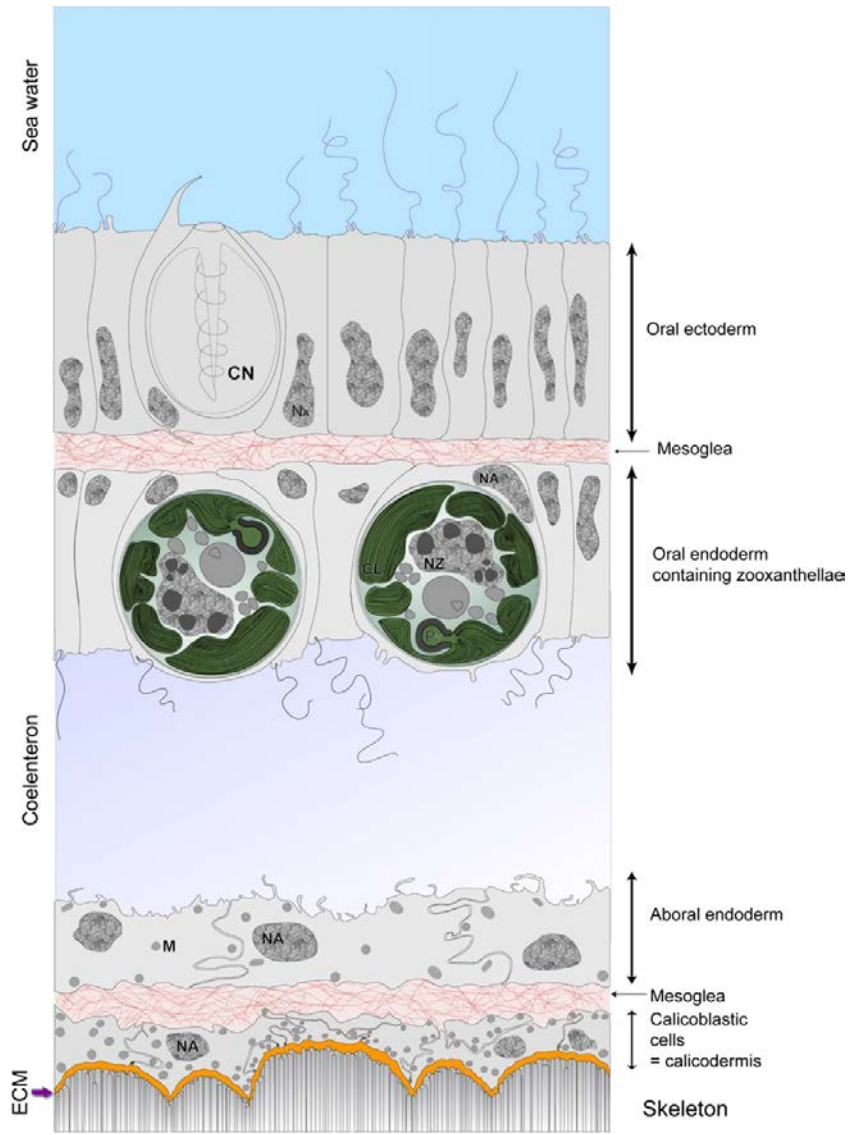 Sea water
Oral ectoderm
CN
NA
Mesoglea
NA
CL
NZ
Oral endoderm
containing zooxanthellae
Coelenteron
Aboral endoderm
M
NA
Mesoglea
Calicoblastic
cells
= calicodermis
NA
ECM
Skeleton